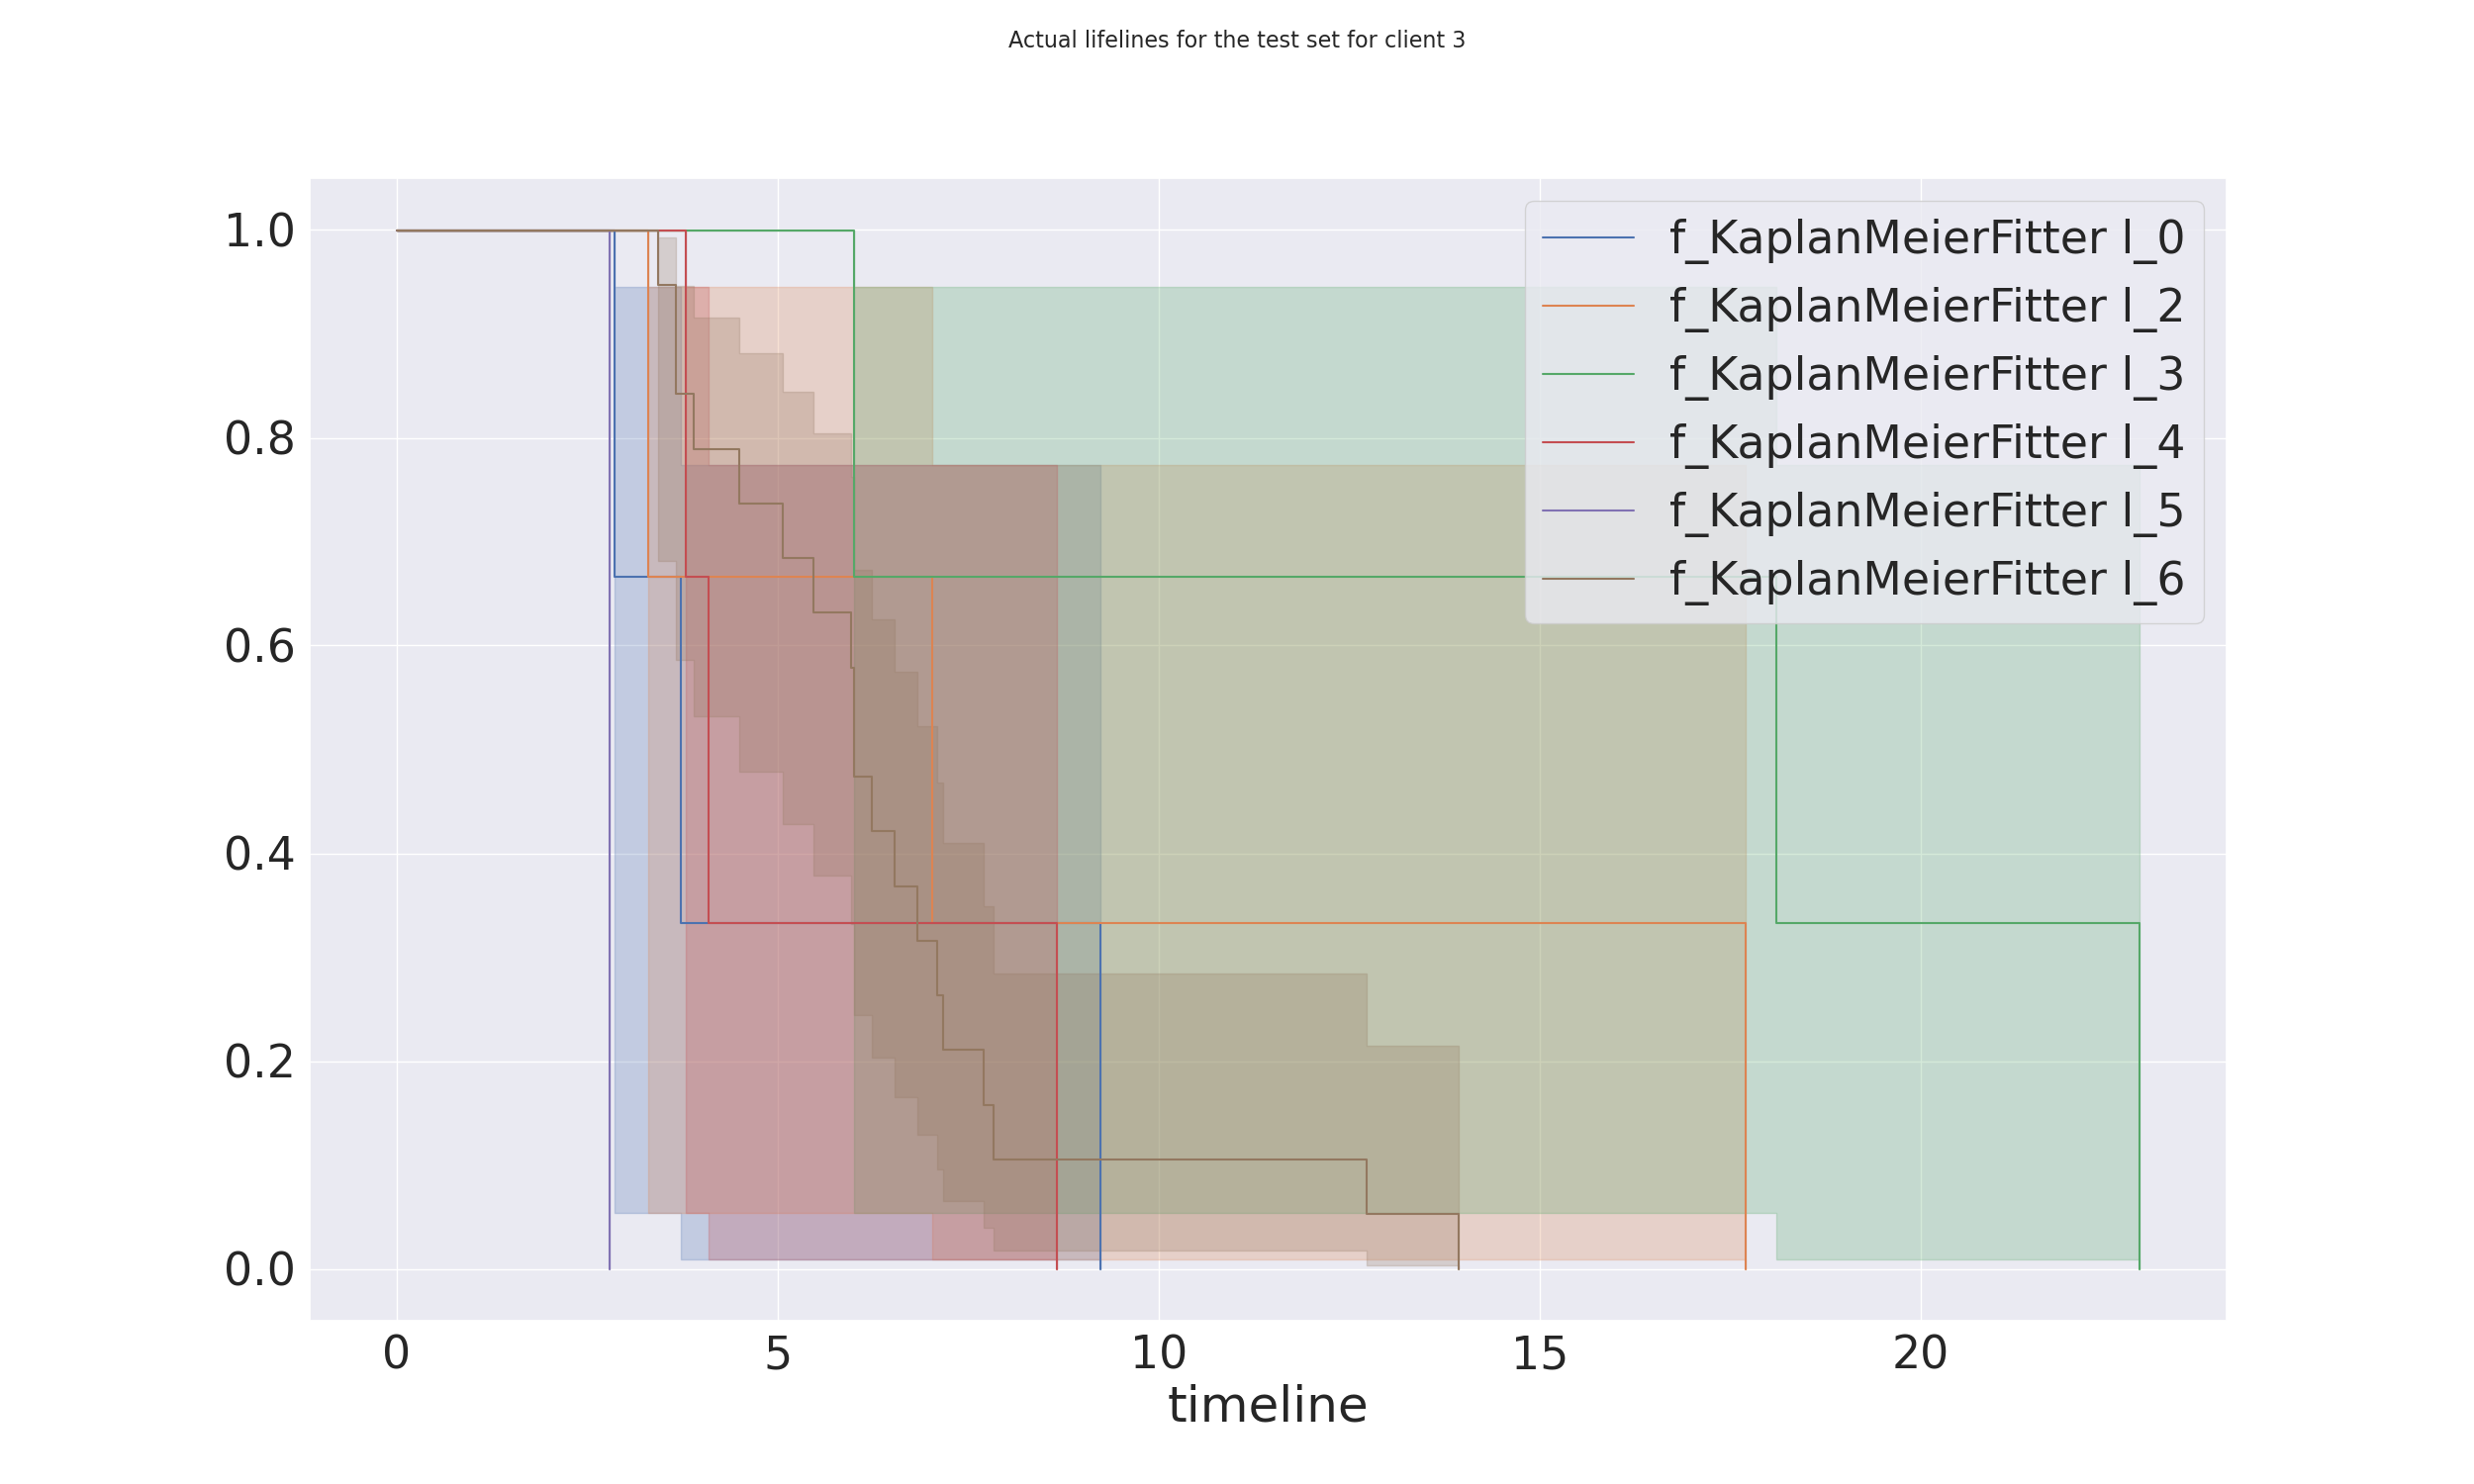 Actual lifelines for the test set for client 3
1.0
0.8
0.6
0.4
0.2
0.0
f_KaplanMeierFitter l_0
f_KaplanMeierFitter l_2
f_KaplanMeierFitter l_3
f_KaplanMeierFitter l_4
f_KaplanMeierFitter l_5
f_KaplanMeierFitter l_6
0 5 10 15 20
timeline